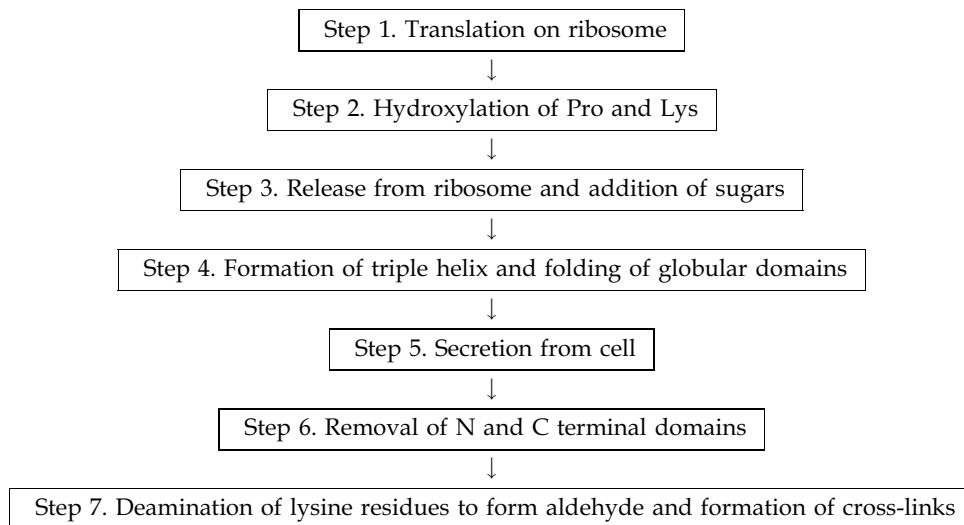 Step 1. Translation on ribosome
↓
Step 2. Hydroxylation of Pro and Lys
↓
Step 3. Release from ribosome and addition of sugars
↓
Step 4. Formation of triple helix and folding of globular domains
↓
Step 5. Secretion from cell
↓
Step 6. Removal of N and C terminal domains
↓
Step 7. Deamination of lysine residues to form aldehyde and formation of cross-links